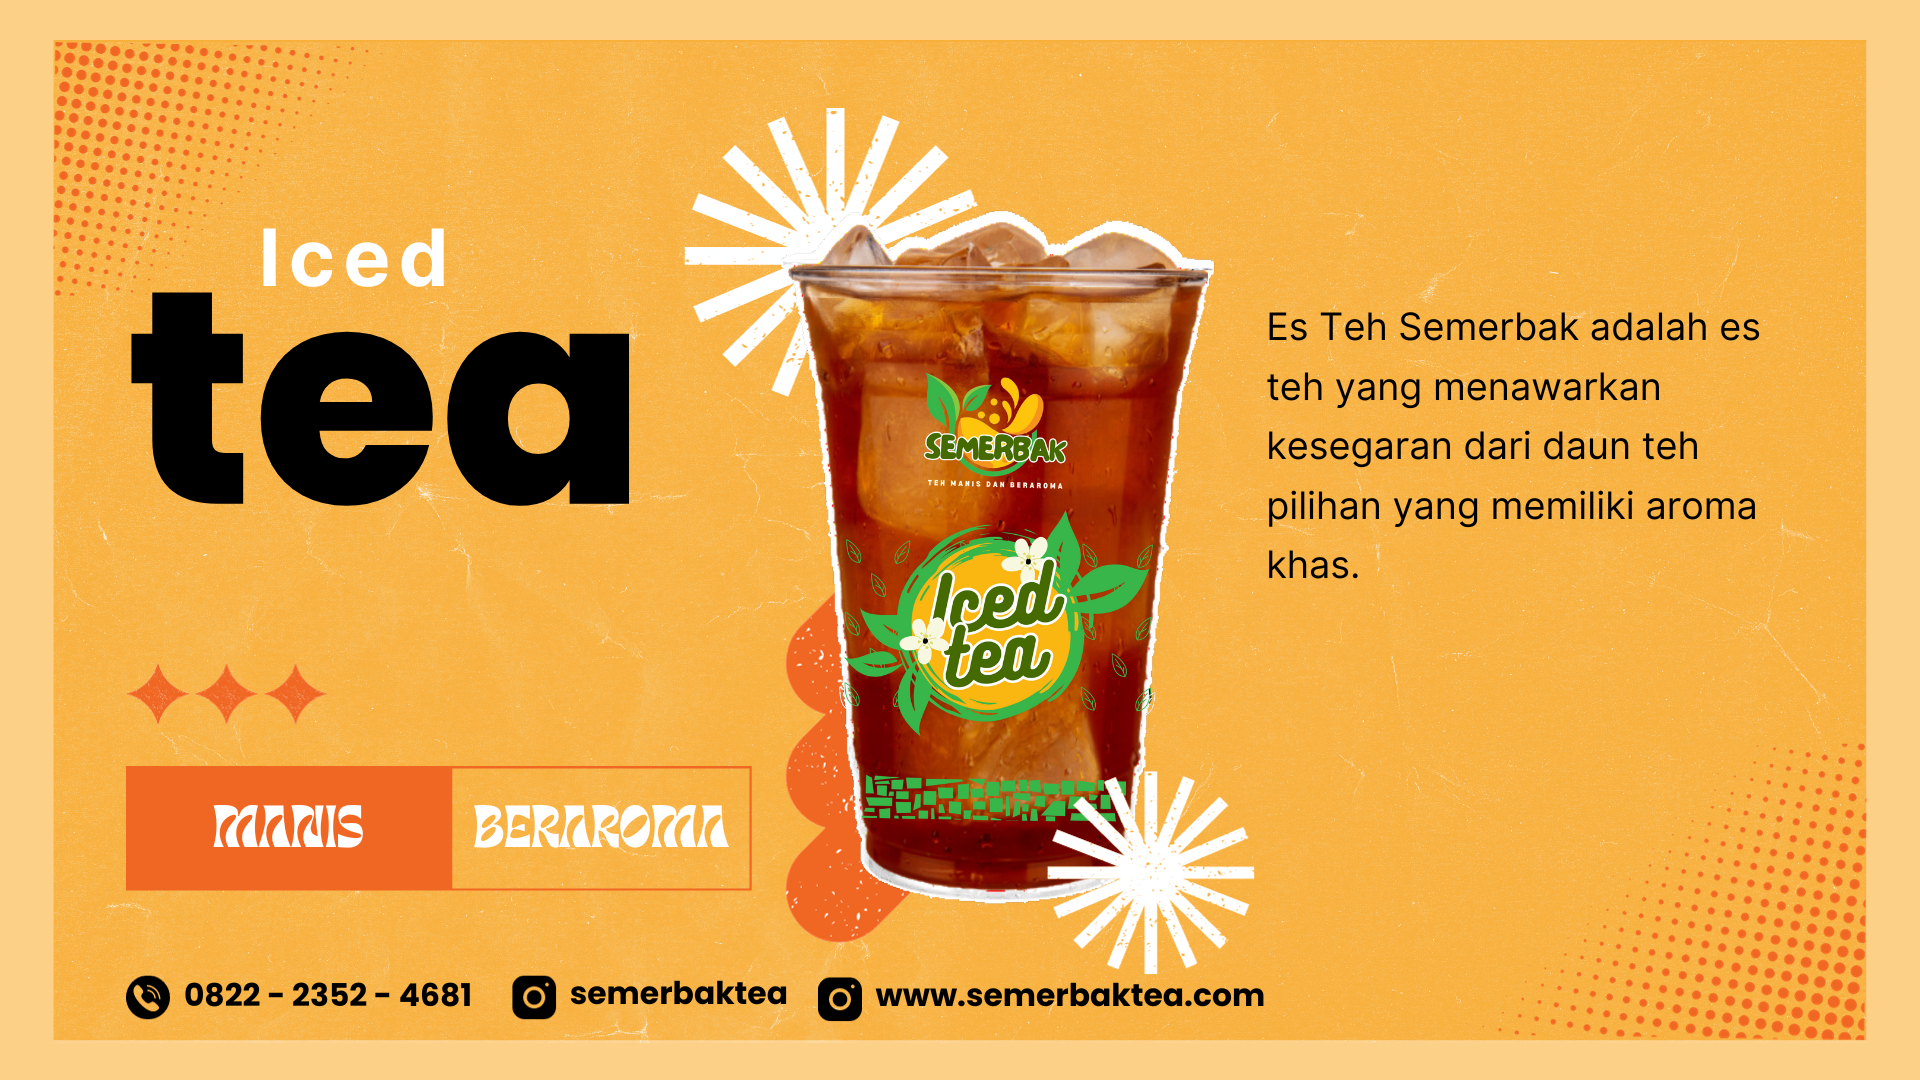 Iced
tea
SEMERBAK
TEH MANIS DAN BERAROMA
Iced
tea
Es Teh Semerbak adalah es
teh yang menawarkan
kesegaran dari daun teh
pilihan yang memiliki aroma
khas.
MANIS
BERAROMA
0822 - 2352 - 4681
semerbaktea
www.semerbaktea.com